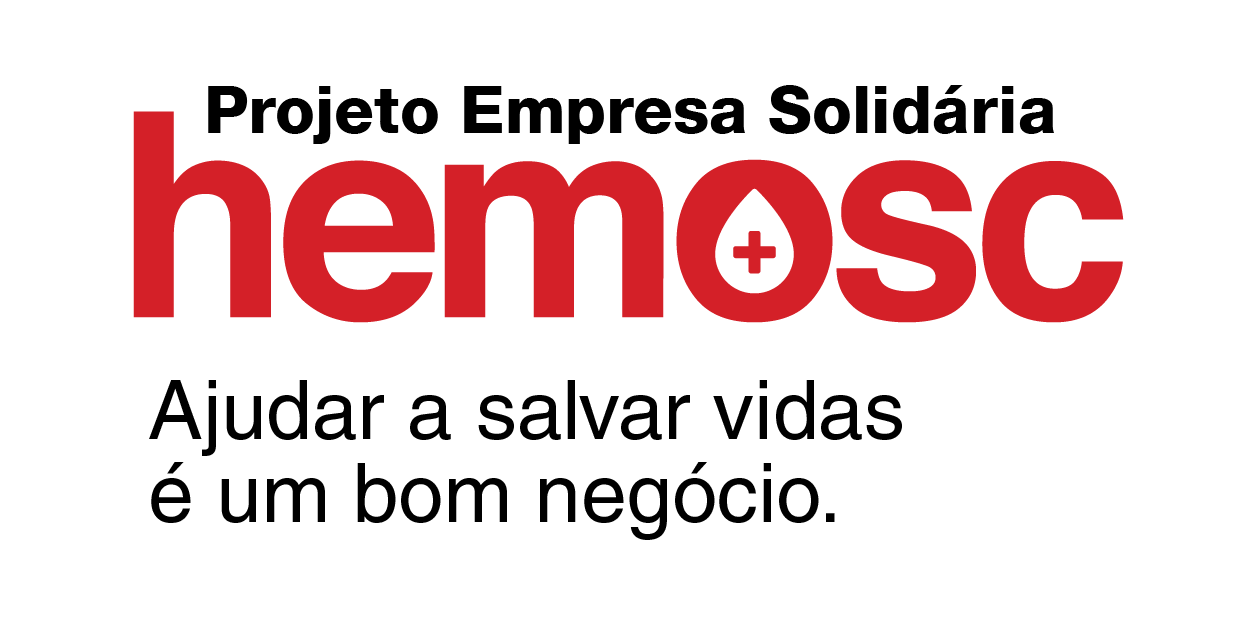 Projeto Empresa Solidária
hemosc
Ajudar a salvar vidas
é um bom negócio.